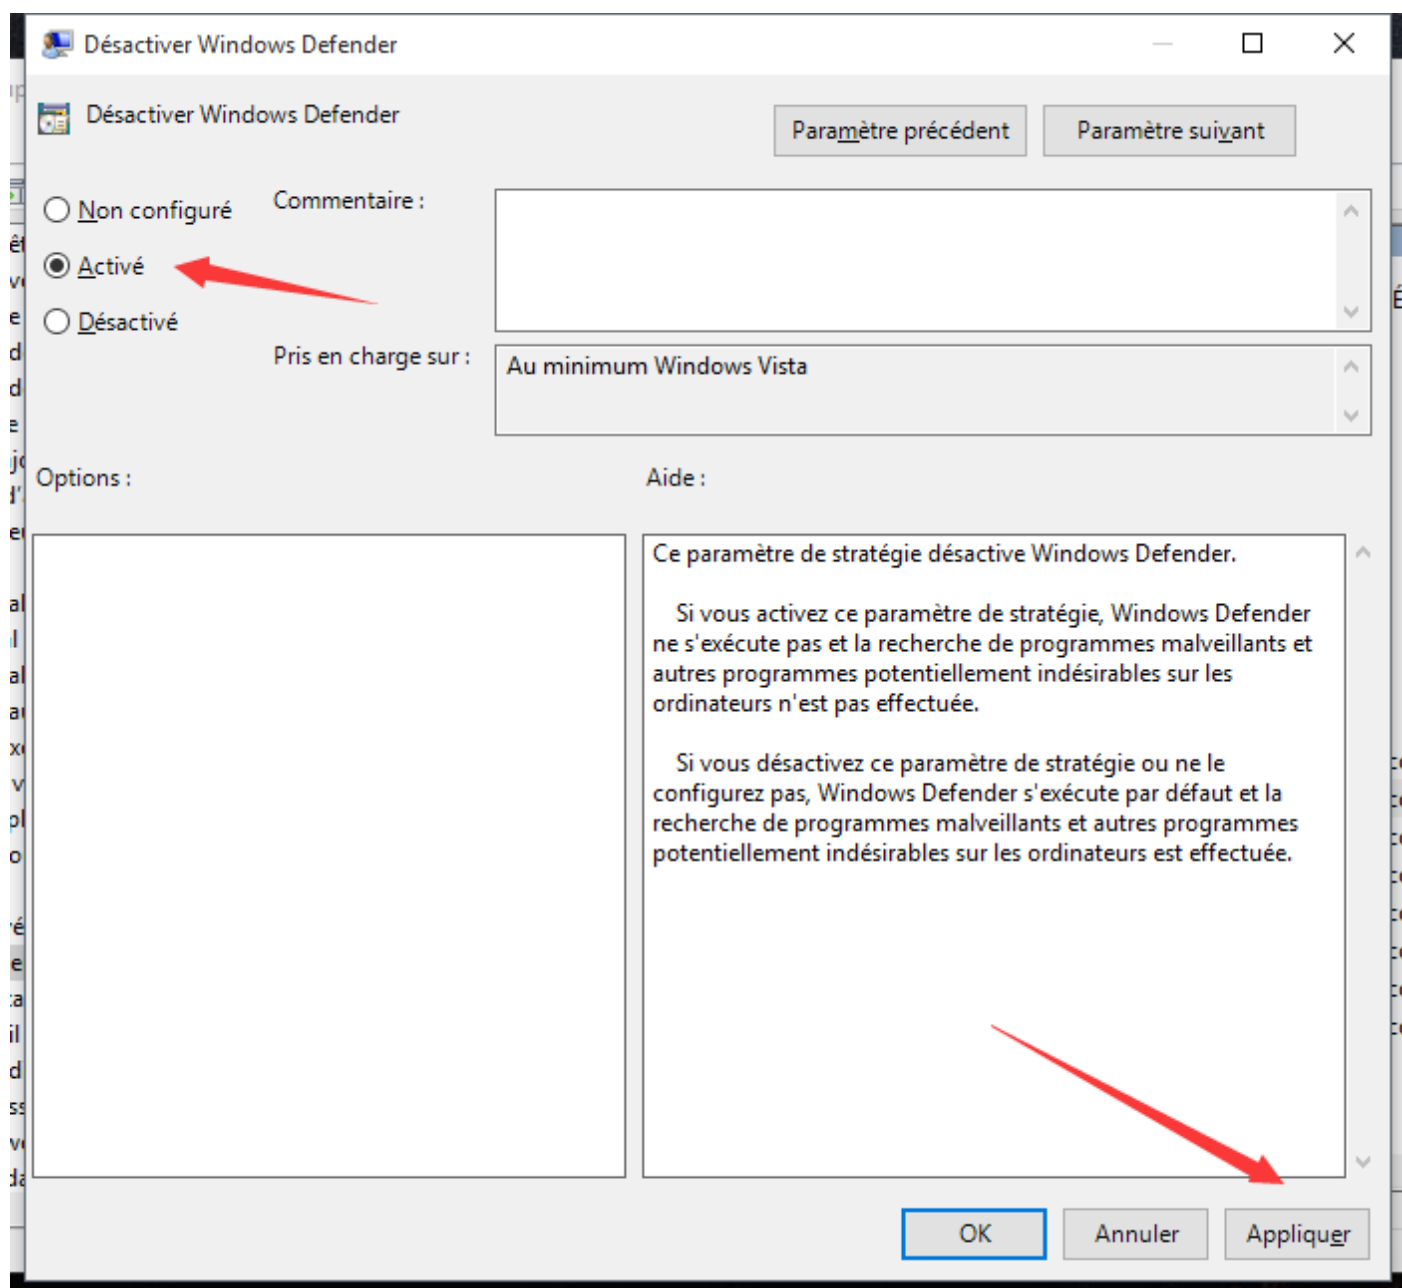 Désactiver Windows Defender
Désactiver Windows Defender
Paramètre précédent
Paramètre suivant
Non configuré
Commentaire :
Activé
Désactivé
Pris en charge sur :
Au minimum Windows Vista
Options :
Aide :
Ce paramètre de stratégie désactive Windows Defender.
Si vous activez ce paramètre de stratégie, Windows Defender
ne s'exécute pas et la recherche de programmes malveillants et
autres programmes potentiellement indésirables sur les
ordinateurs n'est pas effectuée.
Si vous désactivez ce paramètre de stratégie ou ne le
configurez pas, Windows Defender s'exécute par défaut et la
recherche de programmes malveillants et autres programmes
potentiellement indésirables sur les ordinateurs est effectuée.
OK
Annuler
Appliquer